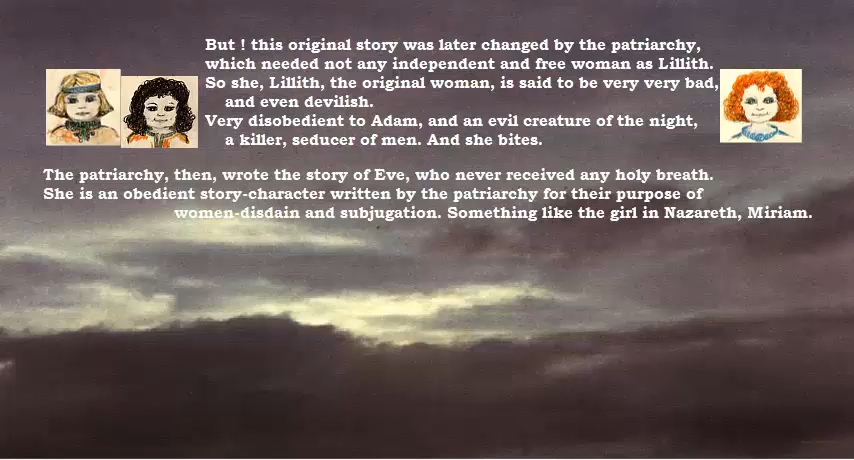 But ! this original story was later changed by the patriarchy,
which needed not any independent and free woman as Lillith.
So she, Lillith, the original woman, is said to be very very bad,
and even devilish.
Very disobedient to Adam, and an evil creature of the night,
a killer, seducer of men. And she bites.
The patriarchy, then, wrote the story of Eve, who never received any holy breath.
She is an obedient story-character written by the patriarchy for their purpose of
women-disdain and subjugation. Something like the girl in Nazareth, Miriam.